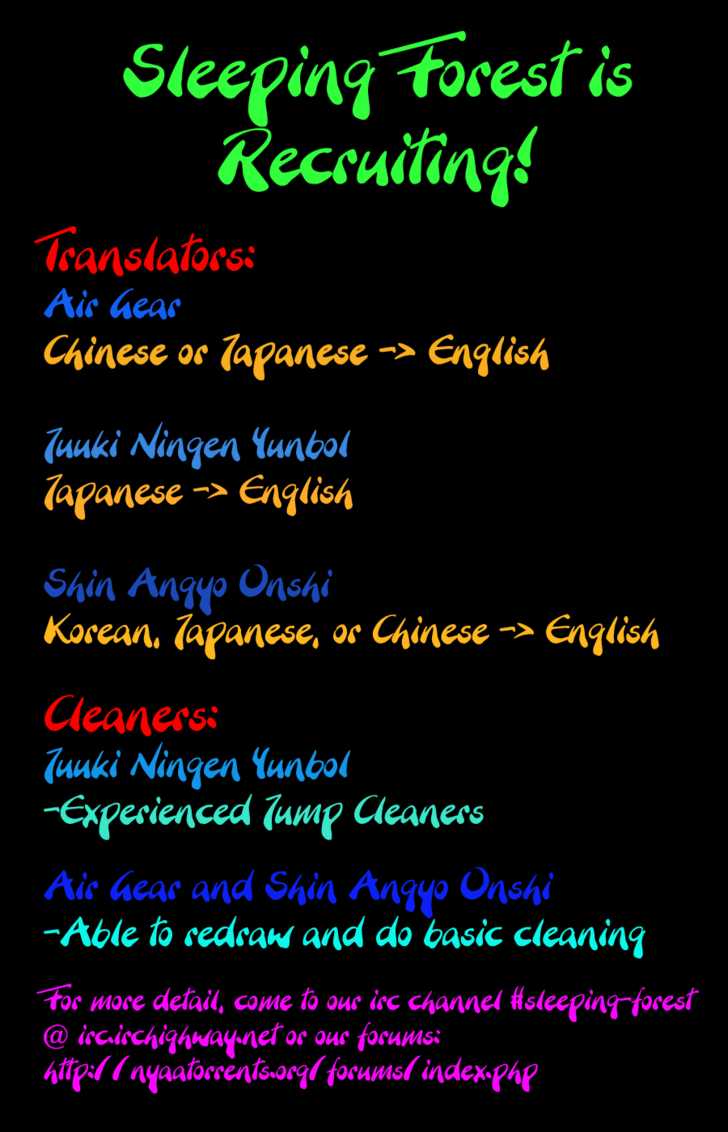 Sleeping Forest is
Recruiting!
Translators:
Air Gear
Chinese or Japanese -> English
Juuki Ningen Yunbol
Japanese -> English
Shin Angyo Onshi
Korean, Japanese, or Chinese -> English
Cleaners:
Juuki Ningen Yunbol
-Experienced Jump Cleaners
Air Gear and Shin Angyo Onshi
-Able to redraw and do basic cleaning
For more detail, come to our irc channel #sleeping-forest
@ irc.irchighway.net or our forums:
http://nyaatorrents.org/forums/index.php